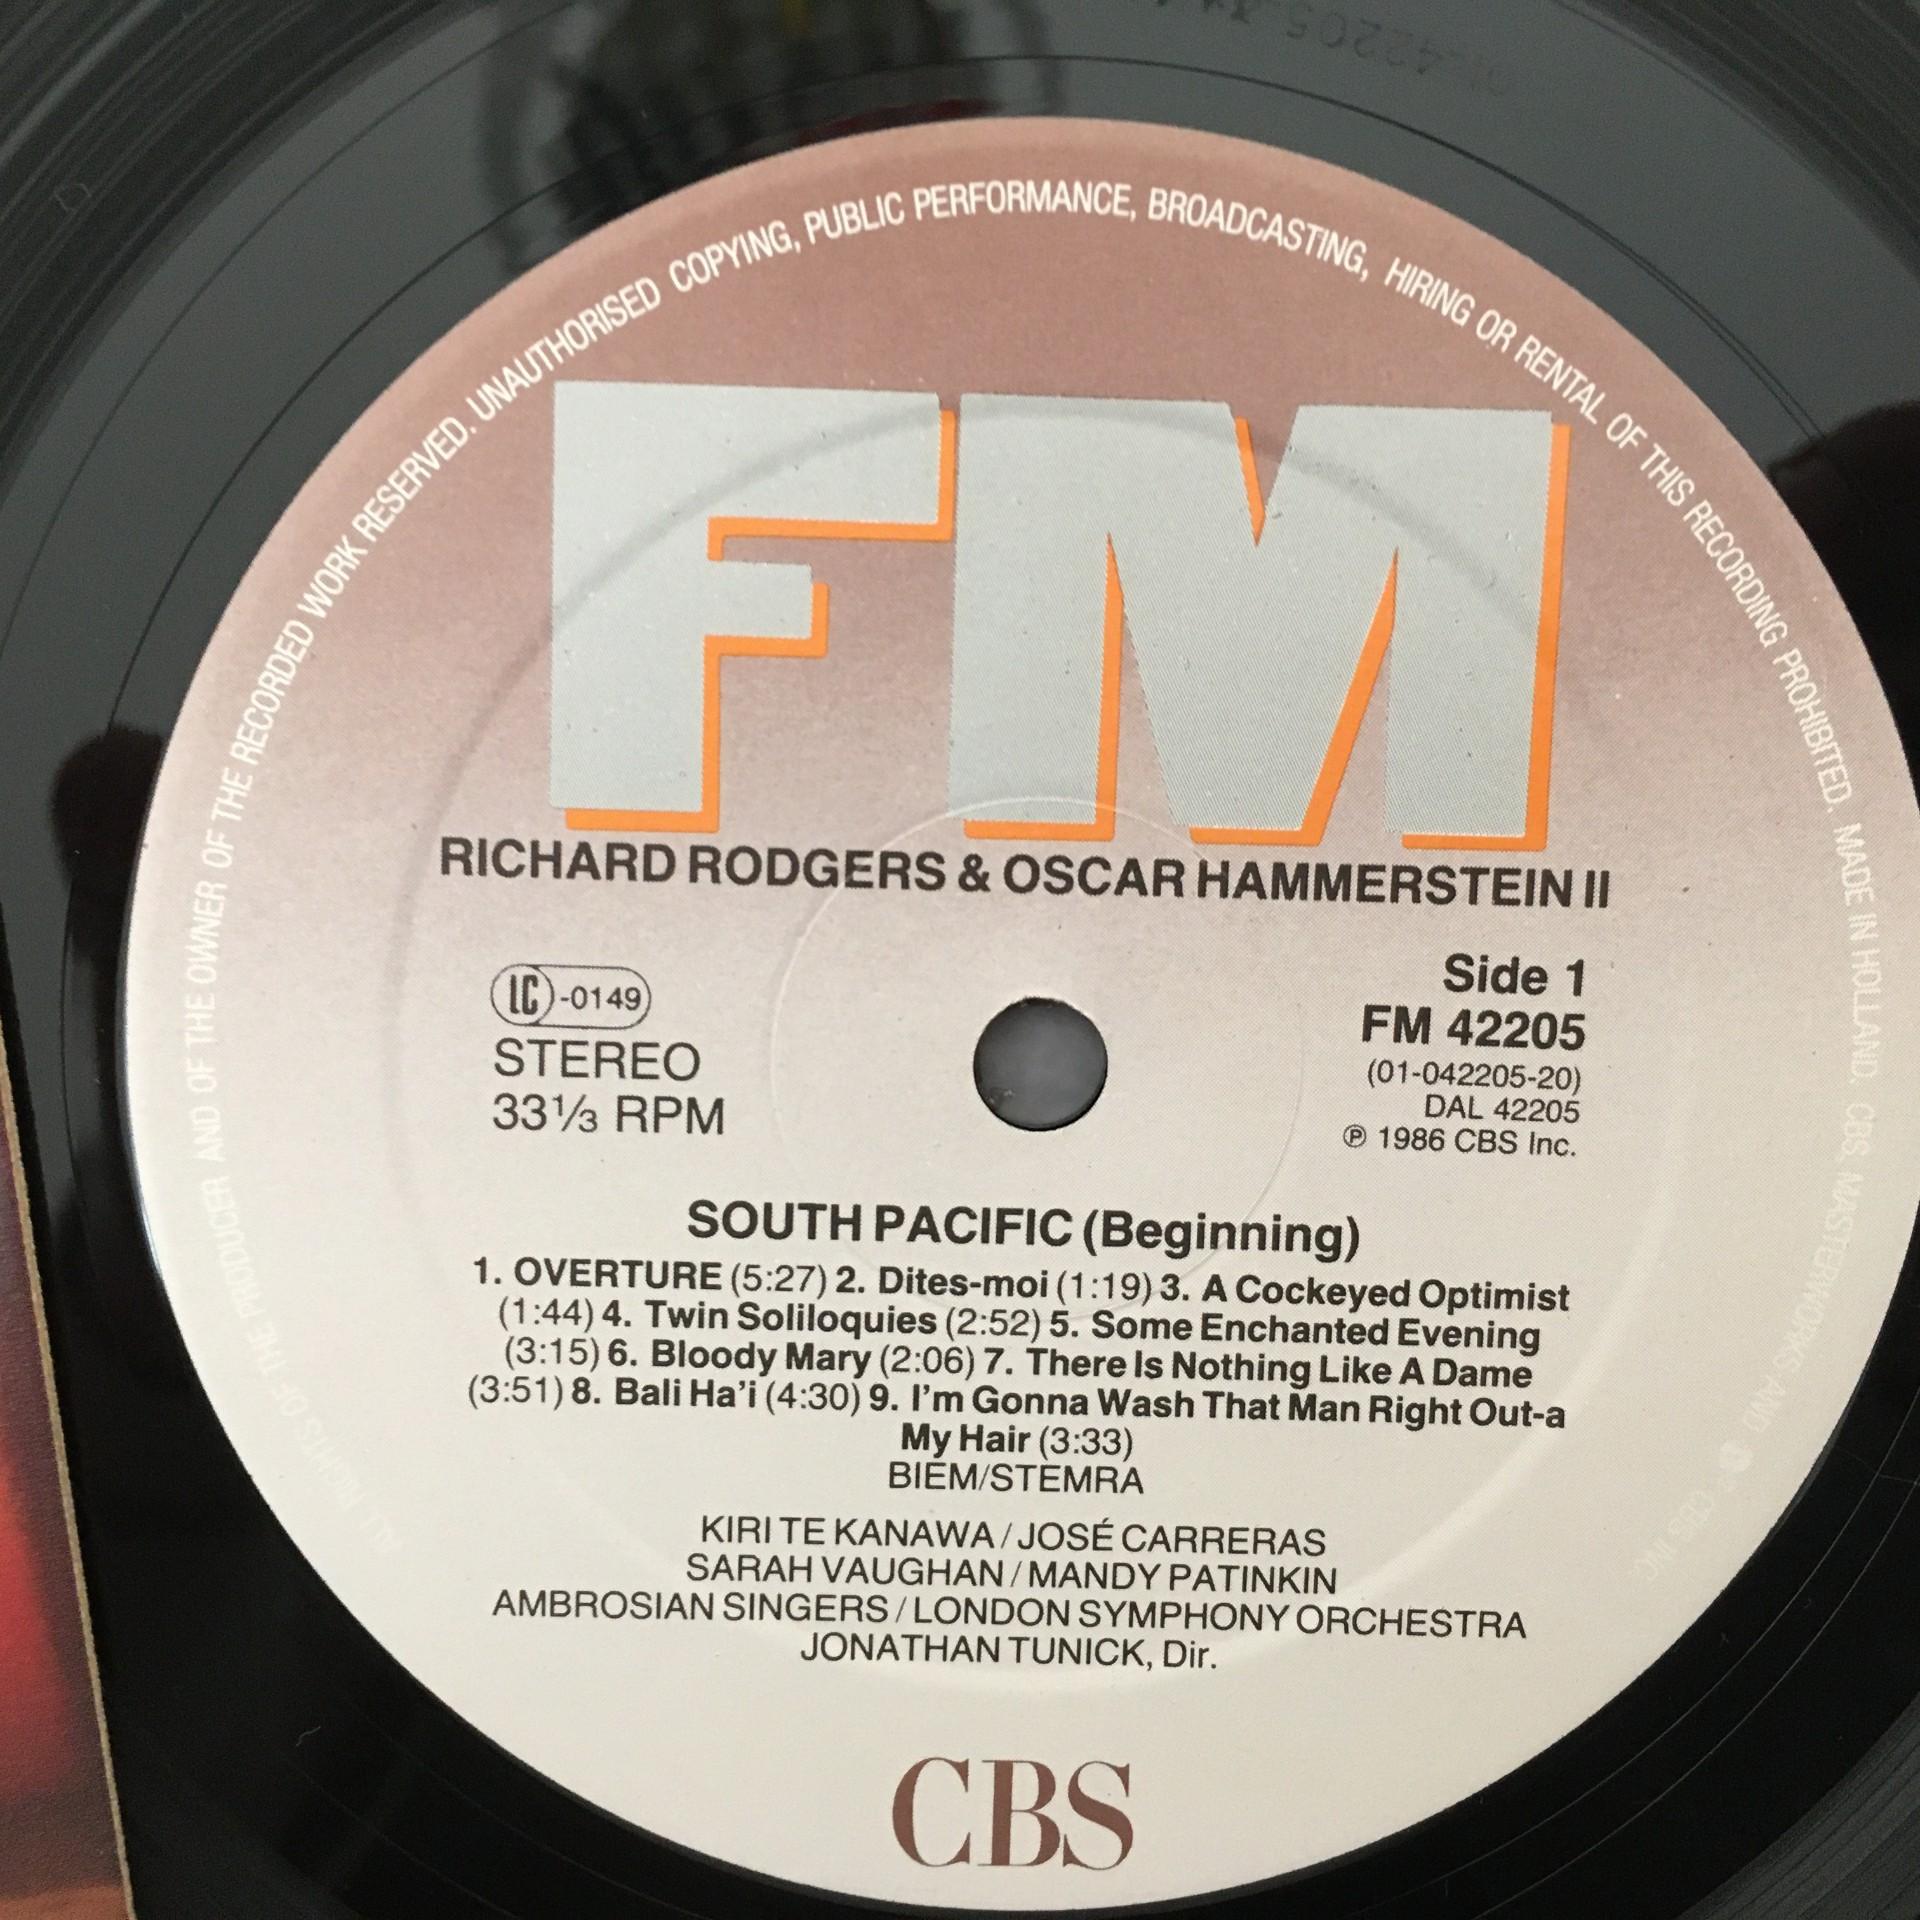 ALL RIGHTS OF THE PRODUCER AND OF THE OWNER OF THE RECORDED WORK RESERVED. UNAUTHORISED COPYING, PUBLIC PERFORMANCE, BROADCASTING, HIRING OR RENTAL OF THIS RECORDING PROHIBITED. MADE IN HOLLAND. CBS, MASTERWORKS AND CBS INC.
FM
RICHARD RODGERS & OSCAR HAMMERSTEIN II
LC-0149
STEREO
33⅓ RPM
Side 1
FM 42205
(01-042205-20)
DAL 42205
℗ 1986 CBS Inc.
SOUTH PACIFIC (Beginning)
1. OVERTURE (5:27) 2. Dites-moi (1:19) 3. A Cockeyed Optimist
(1:44) 4. Twin Soliloquies (2:52) 5. Some Enchanted Evening
(3:15) 6. Bloody Mary (2:06) 7. There Is Nothing Like A Dame
(3:51) 8. Bali Ha'i (4:30) 9. I'm Gonna Wash That Man Right Out-a
My Hair (3:33)
BIEM/STEMRA
KIRI TE KANAWA / JOSÉ CARRERAS
SARAH VAUGHAN / MANDY PATINKIN
AMBROSIAN SINGERS / LONDON SYMPHONY ORCHESTRA
JONATHAN TUNICK, Dir.
CBS